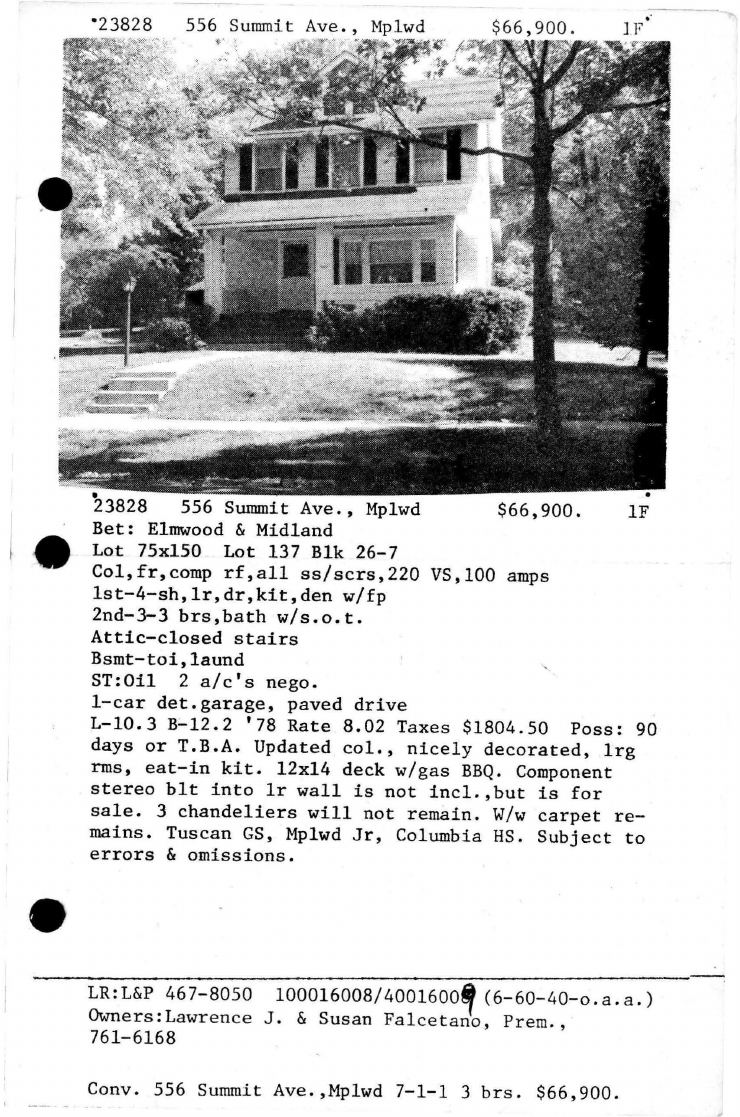 23828 556 Summit Ave., Mplwd $66,900. 1F
23828 556 Summit Ave., Mplwd $66,900. 1F
Bet: Elmwood & Midland
Lot 75x150 Lot 137 Blk 26-7
Col,fr,comp rf,all ss/scrs,220 VS,100 amps
1st-4-sh,lr,dr,kit,den w/fp
2nd-3-3 brs,bath w/s.o.t.
Attic-closed stairs
Bsmt-toi,laund
ST:Oil 2 a/c's nego.
1-car det.garage, paved drive
L-10.3 B-12.2 '78 Rate 8.02 Taxes $1804.50 Poss: 90
days or T.B.A. Updated col., nicely decorated, lrg
rms, eat-in kit. 12x14 deck w/gas BBQ. Component
stereo blt into lr wall is not incl.,but is for
sale. 3 chandeliers will not remain. W/w carpet re-
mains. Tuscan GS, Mplwd Jr, Columbia HS. Subject to
errors & omissions.
LR:L&P 467-8050 100016008/40016009 (6-60-40-o.a.a.)
Owners:Lawrence J. & Susan Falcetano, Prem.,
761-6168
Conv. 556 Summit Ave.,Mplwd 7-1-1 3 brs. $66,900.